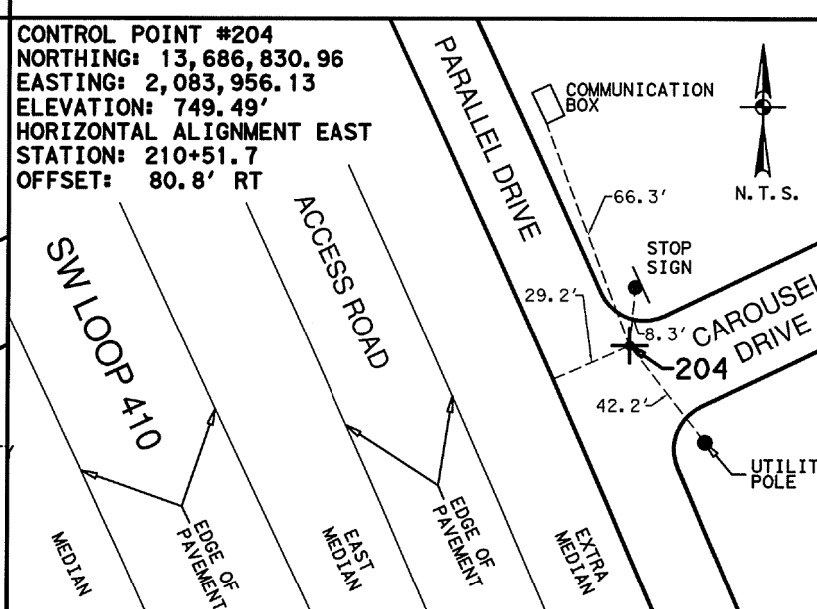 CONTROL POINT #204
NORTHING: 13,686,830.96
EASTING: 2,083,956.13
ELEVATION: 749.49'
HORIZONTAL ALIGNMENT EAST
STATION: 210+51.7
OFFSET: 80.8' RT
PARALLEL DRIVE
COMMUNICATION
BOX
N.T.S.
66.3'
ACCESS ROAD
STOP
SIGN
SW LOOP 410
29.2'
8.3'
CAROUSEL
DRIVE
204
42.2'
UTILIT
POLE
MEDIAN
EDGE OF
PAVEMENT
EAST
MEDIAN
EDGE OF
PAVEMENT
EXTRA
MEDIAN